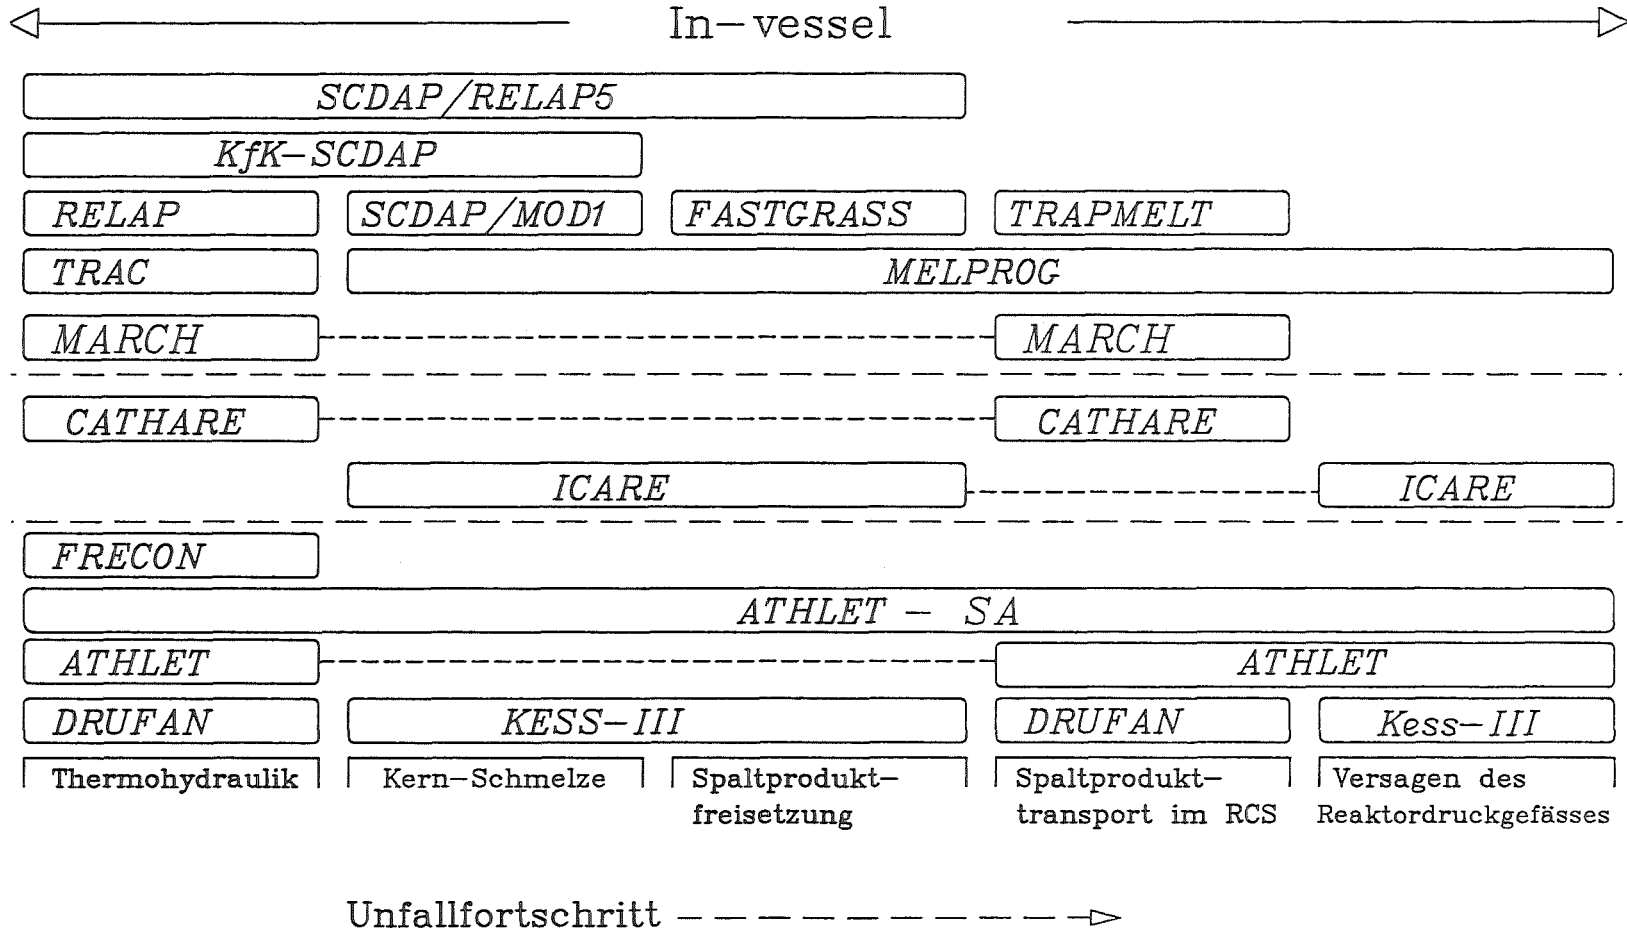 In-vessel
SCDAP/RELAP5
KfK-SCDAP
RELAP SCDAP/MOD1 FASTGRASS TRAPMELT
TRAC MELPROG
MARCH MARCH
CATHARE CATHARE
ICARE ICARE
FRECON
ATHLET - SA
ATHLET ATHLET
DRUFAN KESS-III DRUFAN Kess-III
Thermohydraulik Kern-Schmelze Spaltprodukt- Spaltprodukt- Versagen des
freisetzung transport im RCS Reaktordruckgefässes
Unfallfortschritt